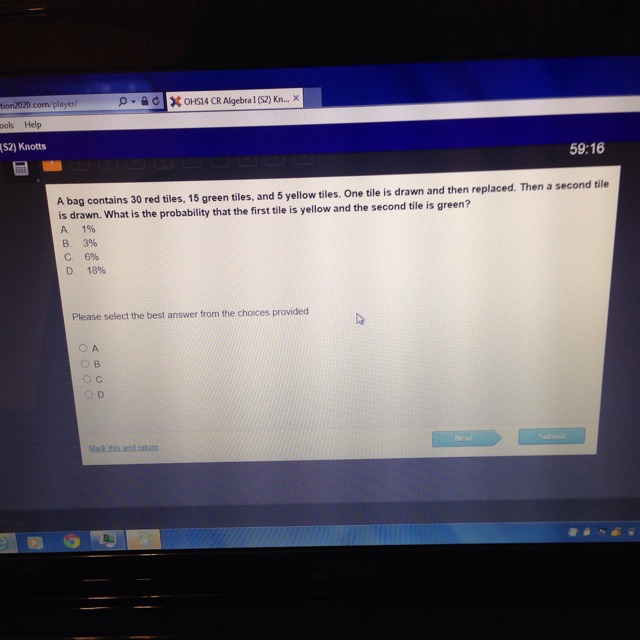 tion2020.com/player/
OHS14 CR Algebra I (S2) Kn...
ools Help
(S2) Knotts
59:16
A bag contains 30 red tiles, 15 green tiles, and 5 yellow tiles. One tile is drawn and then replaced. Then a second tile
is drawn. What is the probability that the first tile is yellow and the second tile is green?
A. 1%
B. 3%
C. 6%
D. 18%
Please select the best answer from the choices provided
A
B
C
D
Mark this and return
Next
Submit